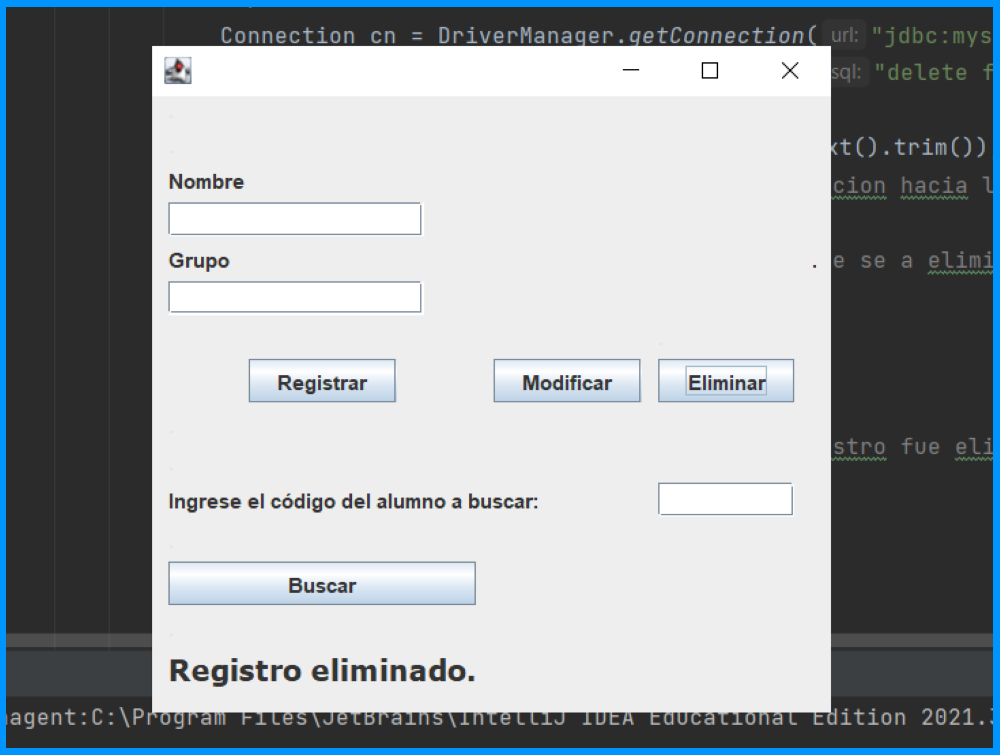 Connection cn = DriverManager.getConnection( url: "jdbc:mys
sql: "delete f
xt().trim())
cion hacia l
Nombre
Grupo
. e se a elimi
Registrar Modificar Eliminar
stro fue eli
Ingrese el código del alumno a buscar:
Buscar
Registro eliminado.
agent:C:\Program Files\JetBrains\IntelliJ IDEA Educational Edition 2021.